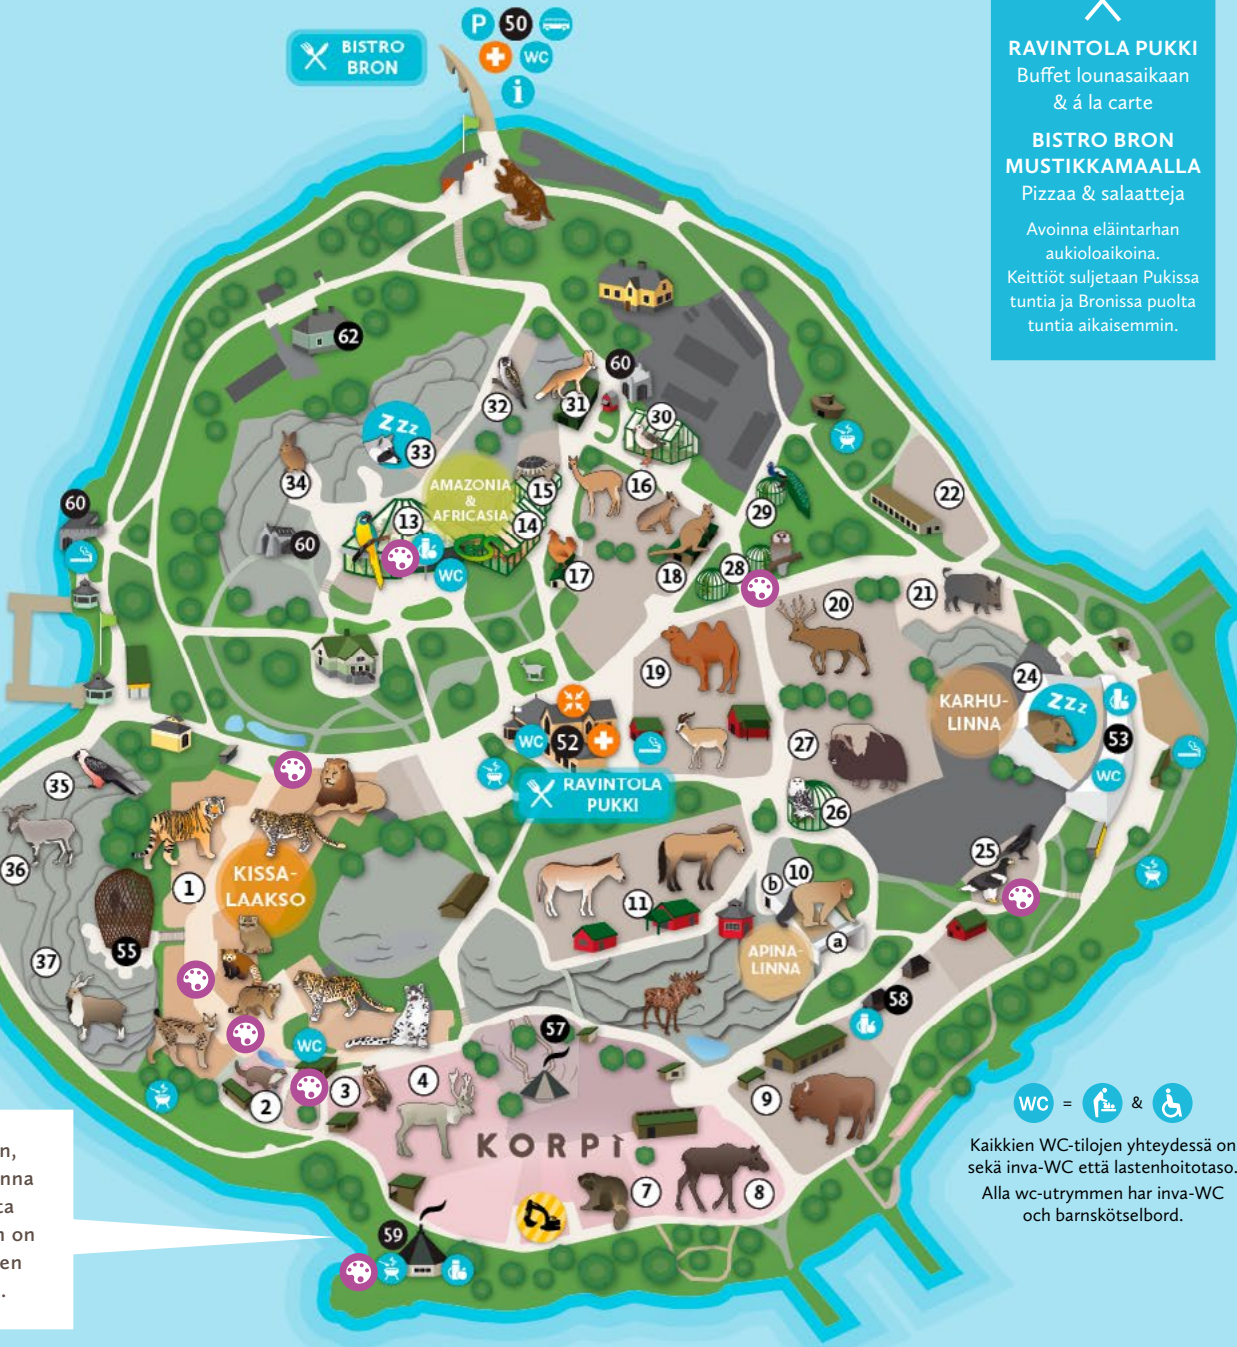 BISTRO
BRON
P 50
WC
i
RAVINTOLA PUKKI
Buffet lounasaikaan
& á la carte
BISTRO BRON
MUSTIKKAMAALLA
Pizzaa & salaatteja
Avoinna eläintarhan
aukioloaikoina.
Keittiöt suljetaan Pukissa
tuntia ja Bronissa puolta
tuntia aikaisemmin.
62
60
32
31
30
ZZZ
33
34
AMAZONIA
&
AFRICASIA
15
16
22
60
13
14
29
60
WC
17
18
28
20
21
19
24
KARHU-
LINNA
ZZZ
WC
52
27
53
WC
RAVINTOLA
PUKKI
35
26
36
1
KISSA-
LAAKSO
25
10
b
11
a
55
37
APINA-
LINNA
58
57
WC
2
3
4
9
KORPI
7
8
59
WC = &
Kaikkien WC-tilojen yhteydessä on
sekä inva-WC että lastenhoitotaso.
Alla wc-utrymmen har inva-WC
och barnskötselbord.
n,
nna
ta
n on
en
.